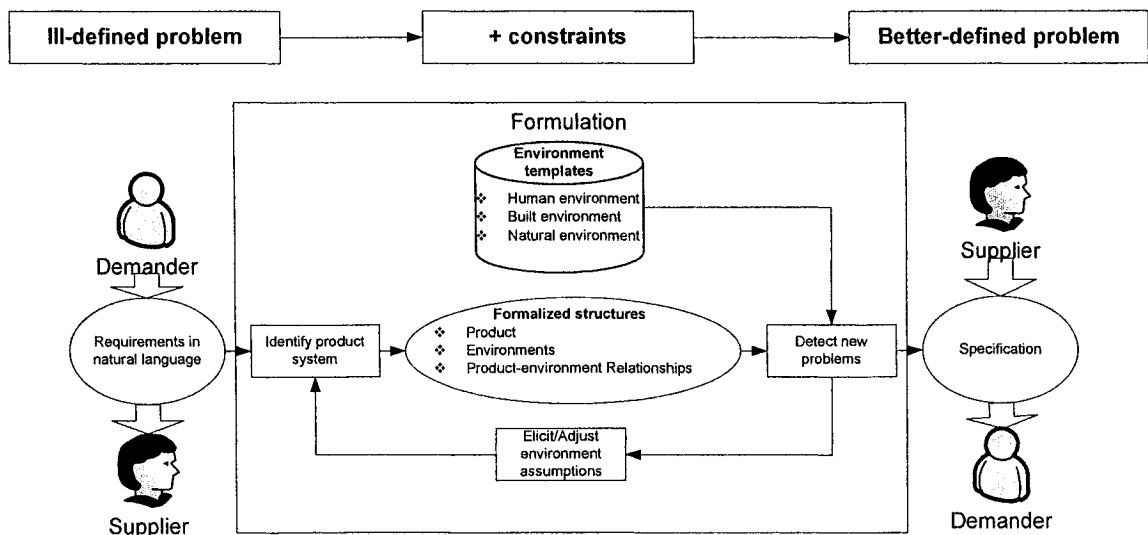 Ill-defined problem
+ constraints
Better-defined problem
Formulation
Environment
templates
❖ Human environment
❖ Built environment
❖ Natural environment
Demander
Supplier
Requirements in
natural language
Identify product
system
Formalized structures
❖ Product
❖ Environments
❖ Product-environment Relationships
Detect new
problems
Specification
Elicit/Adjust
environment
assumptions
Supplier
Demander